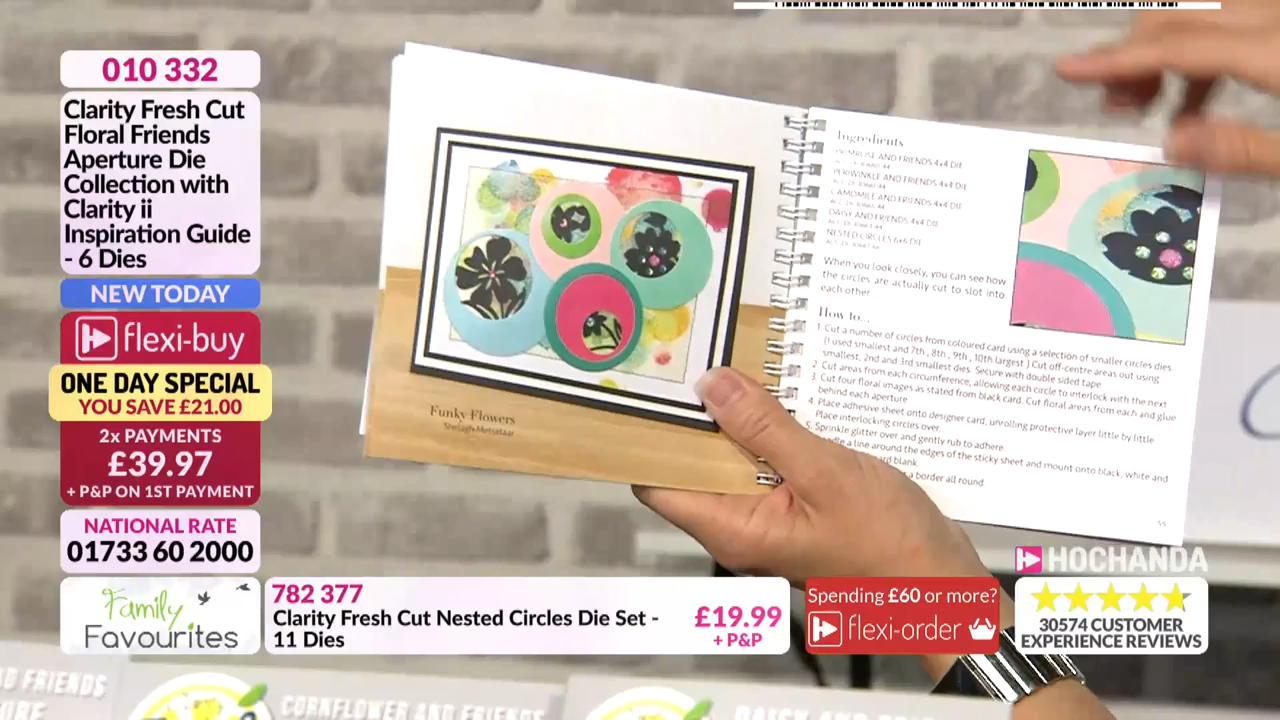 010 332
Clarity Fresh Cut
Floral Friends
Aperture Die
Collection with
Clarity ii
Inspiration Guide
- 6 Dies
NEW TODAY
flexi-buy
ONE DAY SPECIAL
YOU SAVE £21.00
2x PAYMENTS
£39.97
+ P&P ON 1ST PAYMENT
NATIONAL RATE
01733 60 2000
Family
Favourites
782 377
Clarity Fresh Cut Nested Circles Die Set -
11 Dies
£19.99
+ P&P
Spending £60 or more?
flexi-order
HOCHANDA
30574 CUSTOMER
EXPERIENCE REVIEWS
Funky Flowers
Ingredients
PRIMROSE AND FRIENDS 4x4 DIE
PERIWINKLE AND FRIENDS 4x4 DIE
CAMOMILE AND FRIENDS 4x4 DIE
DAISY AND FRIENDS 4x4 DIE
NESTED CIRCLES 6x6 DIE
When you look closely, you can see how
the circles are actually cut to slot into
each other
How to...
1. Cut a number of circles from coloured card using a selection of smaller circles dies
(I used smallest and 7th, 8th, 9th, 10th largest) Cut off-centre areas out using
smallest, 2nd and 3rd smallest dies. Secure with double sided tape
2. Cut areas from each circumference, allowing each circle to interlock with the next
3. Cut four floral images as stated from black card. Cut floral areas from each and glue
behind each aperture
4. Place adhesive sheet onto designer card, unrolling protective layer little by little
Place interlocking circles over.
5. Sprinkle glitter over and gently rub to adhere.
a line around the edges of the sticky sheet and mount onto black, white and
card blank.
a border all round
55
FRIENDS
CORNFLOWER AND FRIENDS
DAISY AND